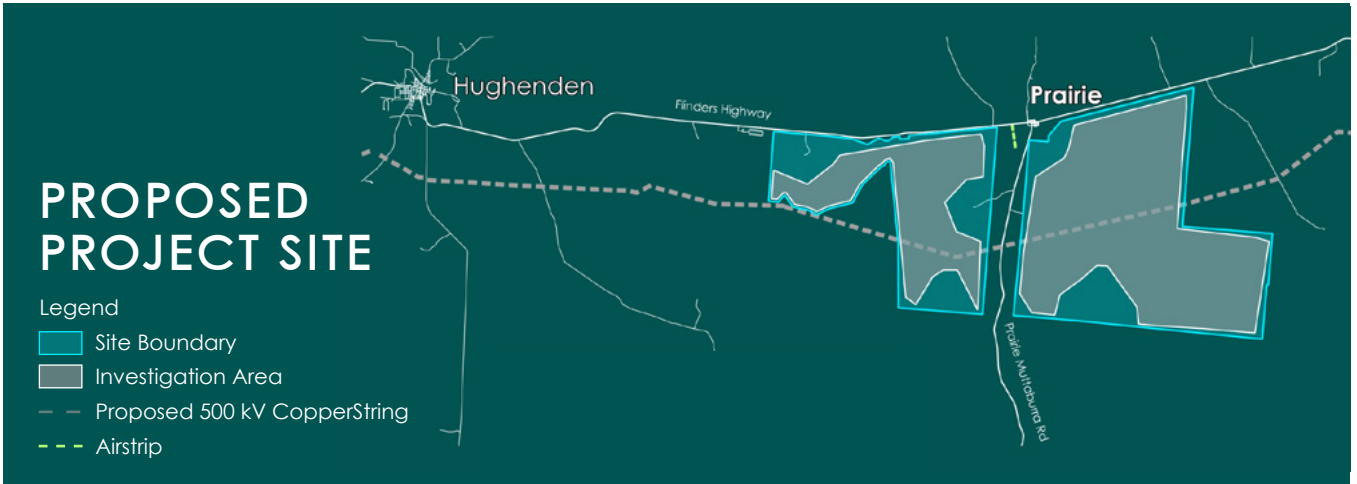 Hughenden
Flinders Highway
Prairie
PROPOSED
PROJECT SITE
Legend
Site Boundary
Investigation Area
Proposed 500 kV CopperString
Airstrip
Prairie Muttaburra Rd